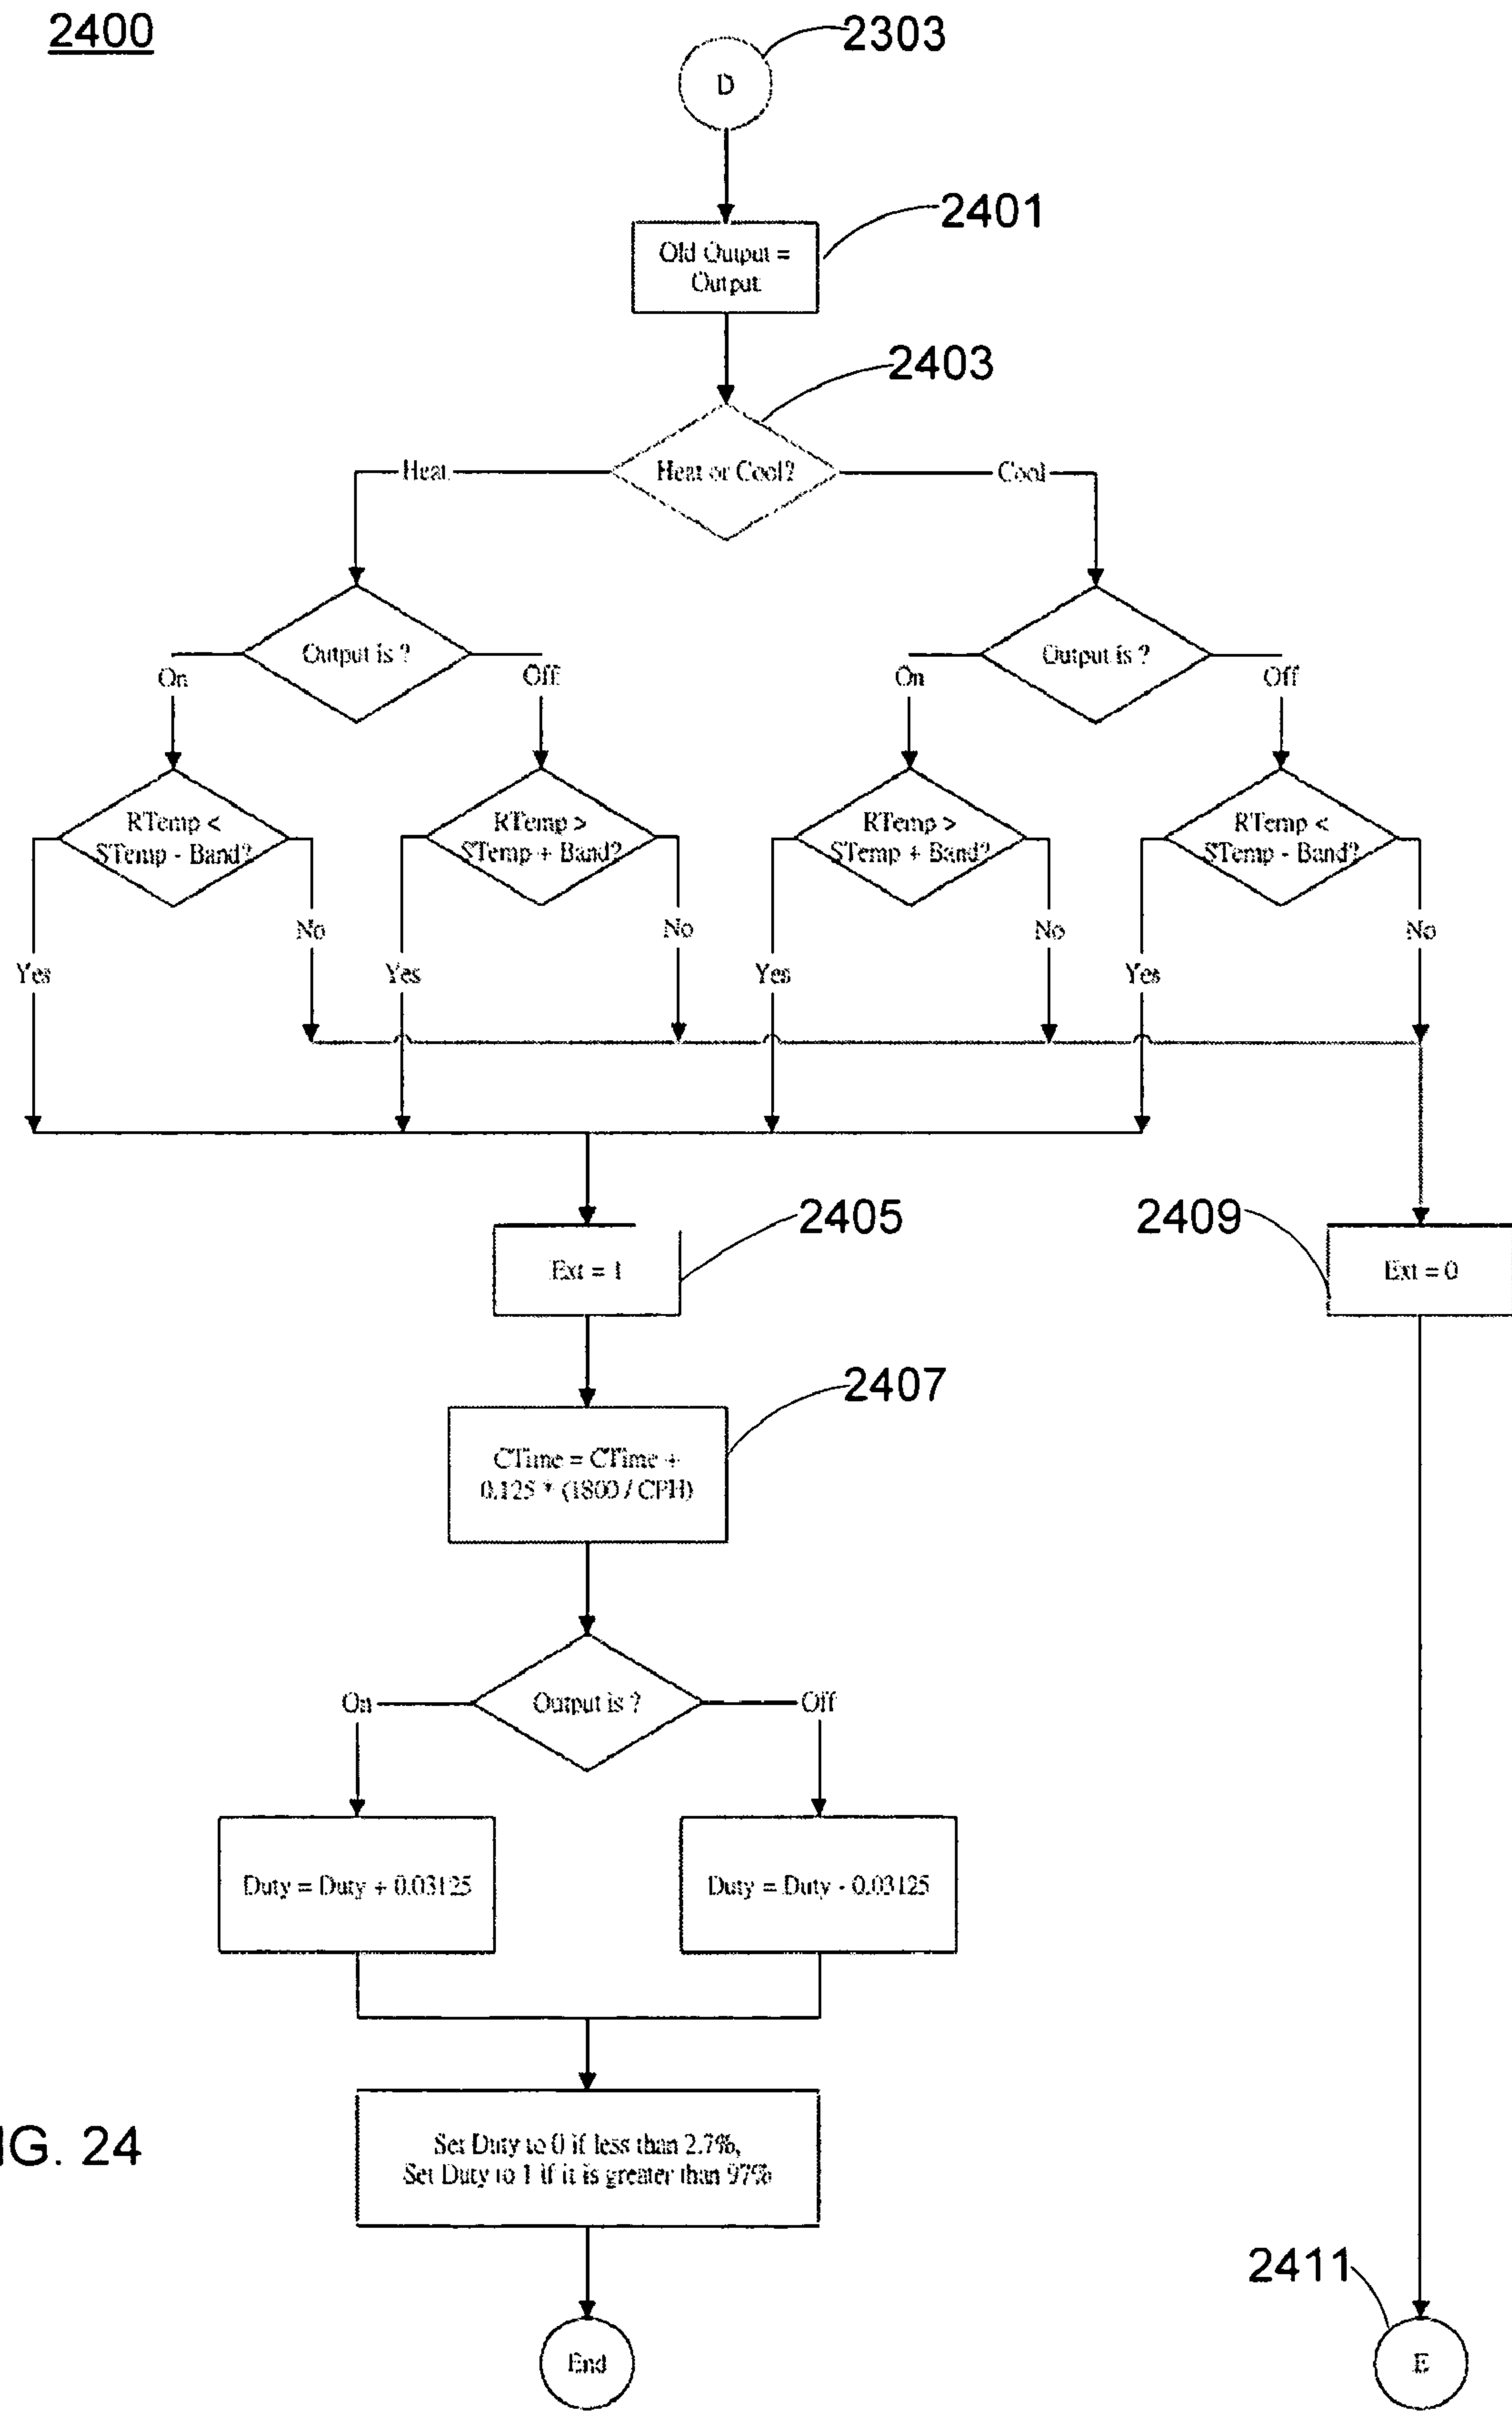 2400
2303
D
2401
Old Output =
Output
2403
Heat
Heat or Cool?
Cool
Output is ?
Output is ?
On
Off
On
Off
RTemp <
STemp - Band?
RTemp >
STemp + Band?
RTemp >
STemp + Band?
RTemp <
STemp - Band?
No
No
No
No
Yes
Yes
Yes
Yes
2405
2409
Ext = 1
Ext = 0
2407
CTime = CTime +
0.125 * (1800 / CPH)
On
Output is ?
Off
Duty = Duty + 0.03125
Duty = Duty - 0.03125
Set Duty to 0 if less than 2.7%,
Set Duty to 1 if it is greater than 97%
IG. 24
2411
End
E